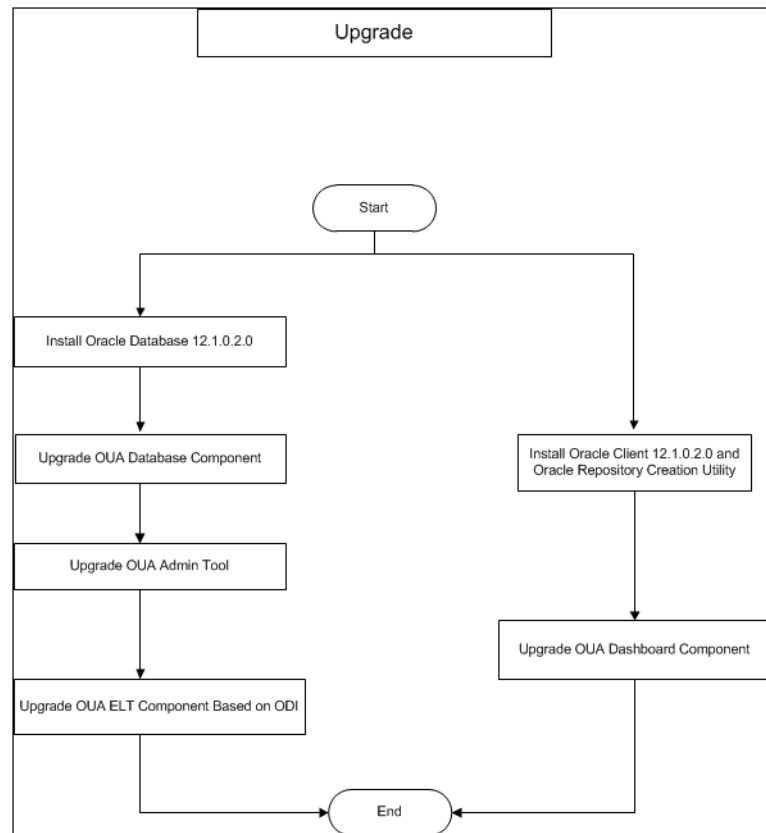 Upgrade
Start
Install Oracle Database 12.1.0.2.0
Upgrade OUA Database Component
Install Oracle Client 12.1.0.2.0 and
Oracle Repository Creation Utility
Upgrade OUA Admin Tool
Upgrade OUA Dashboard Component
Upgrade OUA ELT Component Based on ODI
End